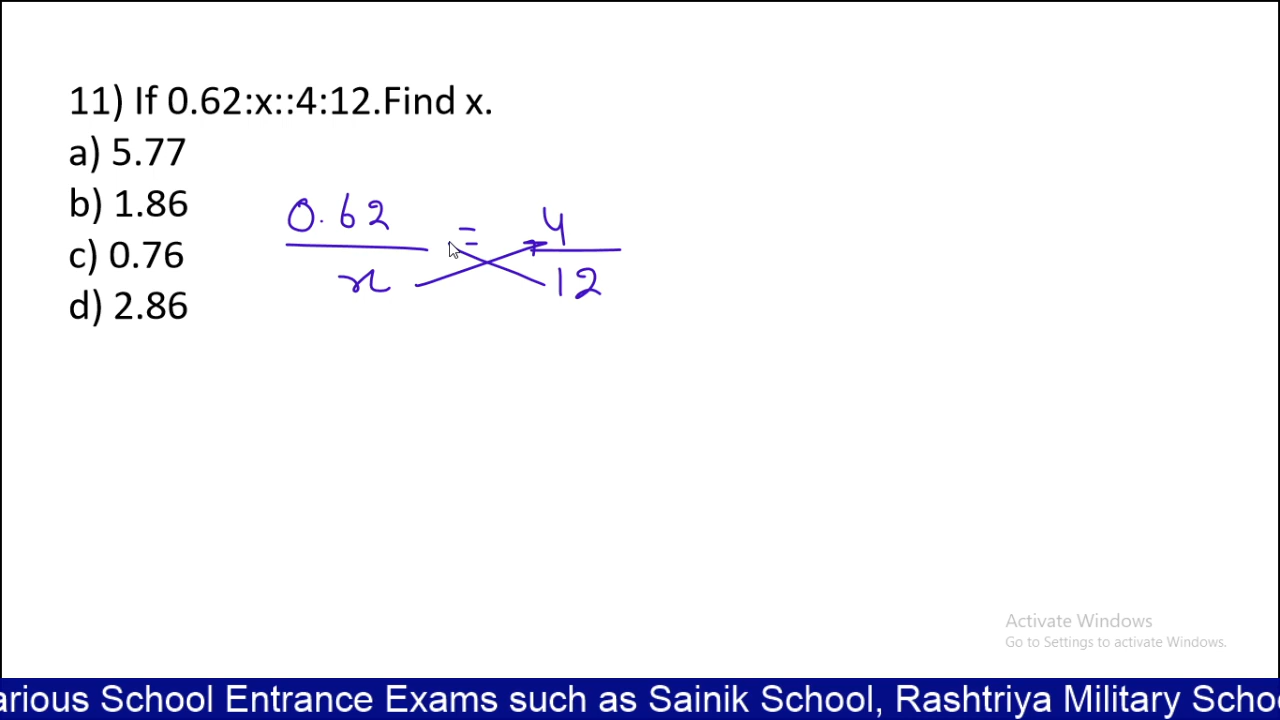 11) If 0.62:x::4:12.Find x.
a) 5.77
b) 1.86
c) 0.76
d) 2.86
0.62 = 4
x 12
Activate Windows
Go to Settings to activate Windows.
arious School Entrance Exams such as Sainik School, Rashtriya Military Scho